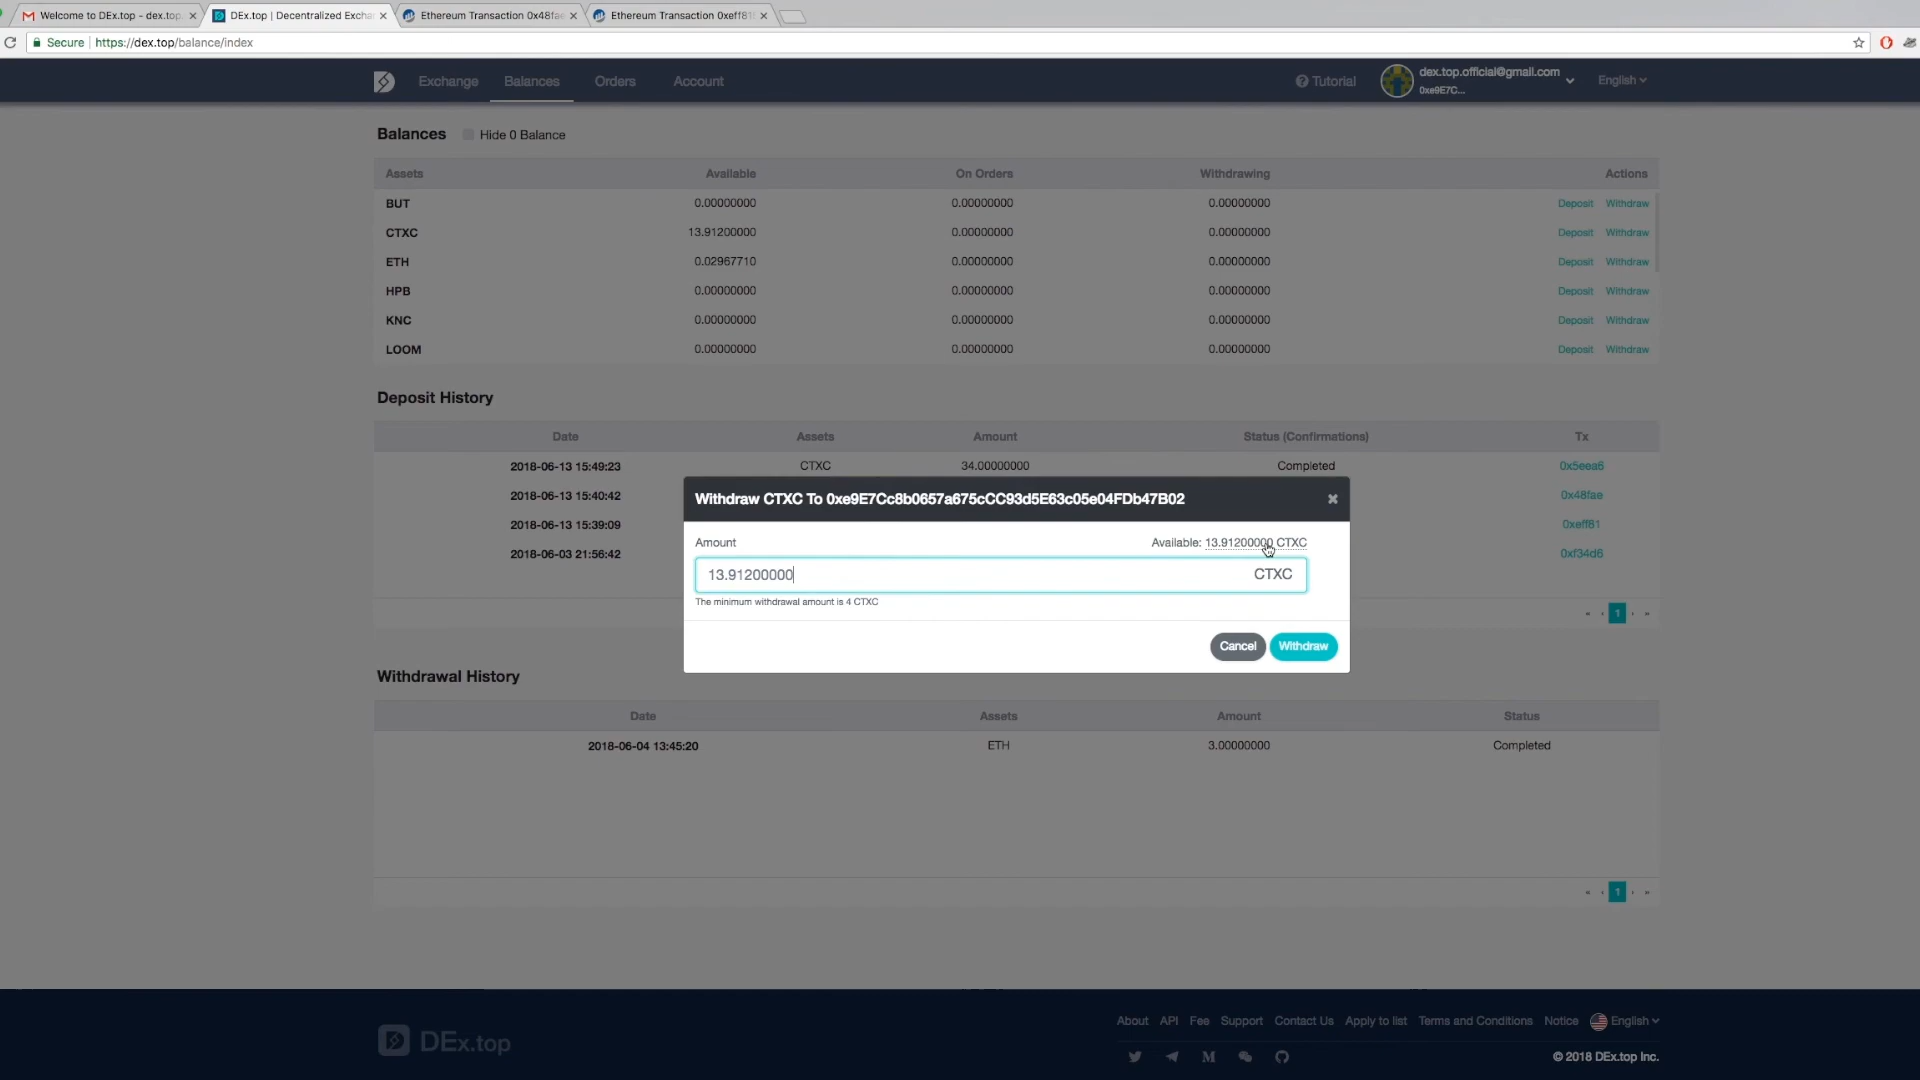 Welcome to DEx.top - dex.top
DEx.top | Decentralized Excha
Ethereum Transaction 0x48fae
Ethereum Transaction 0xeff81
Secure | https://dex.top/balance/index
Exchange Balances Orders Account
Tutorial
dex.top.official@gmail.com
0xe9E7C...
English
Balances Hide 0 Balance
Assets Available On Orders Withdrawing Actions
BUT 0.00000000 0.00000000 0.00000000 Deposit Withdraw
CTXC 13.91200000 0.00000000 0.00000000 Deposit Withdraw
ETH 0.02967710 0.00000000 0.00000000 Deposit Withdraw
HPB 0.00000000 0.00000000 0.00000000 Deposit Withdraw
KNC 0.00000000 0.00000000 0.00000000 Deposit Withdraw
LOOM 0.00000000 0.00000000 0.00000000 Deposit Withdraw
Deposit History
Date Assets Amount Status (Confirmations) Tx
2018-06-13 15:49:23 CTXC 34.00000000 Completed 0x5eea6
2018-06-13 15:40:42 0x48fae
2018-06-13 15:39:09 0xeff81
2018-06-03 21:56:42 0xf34d6
« ‹ 1 › »
Withdraw CTXC To 0xe9E7Cc8b0657a675cCC93d5E63c05e04FDb47B02
Amount Available: 13.91200000 CTXC
13.91200000 CTXC
The minimum withdrawal amount is 4 CTXC
Cancel Withdraw
Withdrawal History
Date Assets Amount Status
2018-06-04 13:45:20 ETH 3.00000000 Completed
« ‹ 1 › »
DEx.top
About API Fee Support Contact Us Apply to list Terms and Conditions Notice English
© 2018 DEx.top Inc.